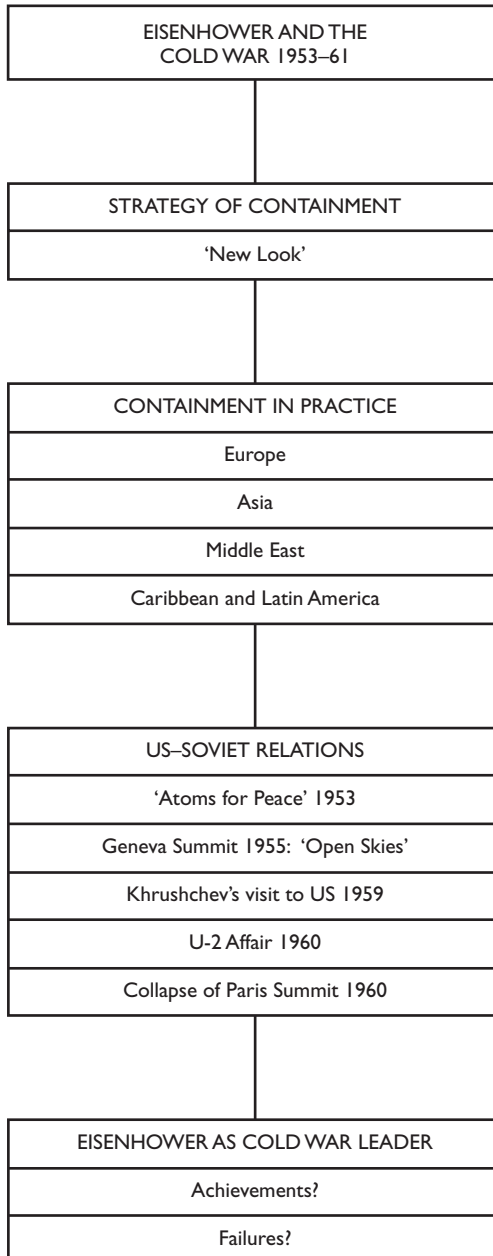 EISENHOWER AND THE
COLD WAR 1953–61
STRATEGY OF CONTAINMENT
‘New Look’
CONTAINMENT IN PRACTICE
Europe
Asia
Middle East
Caribbean and Latin America
US–SOVIET RELATIONS
‘Atoms for Peace’ 1953
Geneva Summit 1955: ‘Open Skies’
Khrushchev’s visit to US 1959
U-2 Affair 1960
Collapse of Paris Summit 1960
EISENHOWER AS COLD WAR LEADER
Achievements?
Failures?